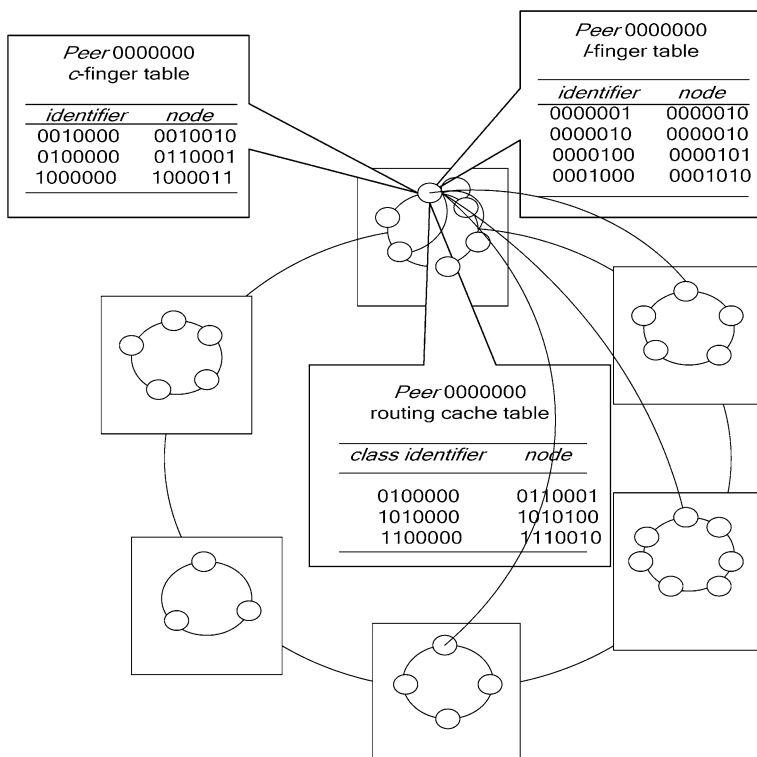 Peer 0000000
c-finger table
identifier node
0010000 0010010
0100000 0110001
1000000 1000011
Peer 0000000
l-finger table
identifier node
0000001 0000010
0000010 0000010
0000100 0000101
0001000 0001010
Peer 0000000
routing cache table
class identifier node
0100000 0110001
1010000 1010100
1100000 1110010